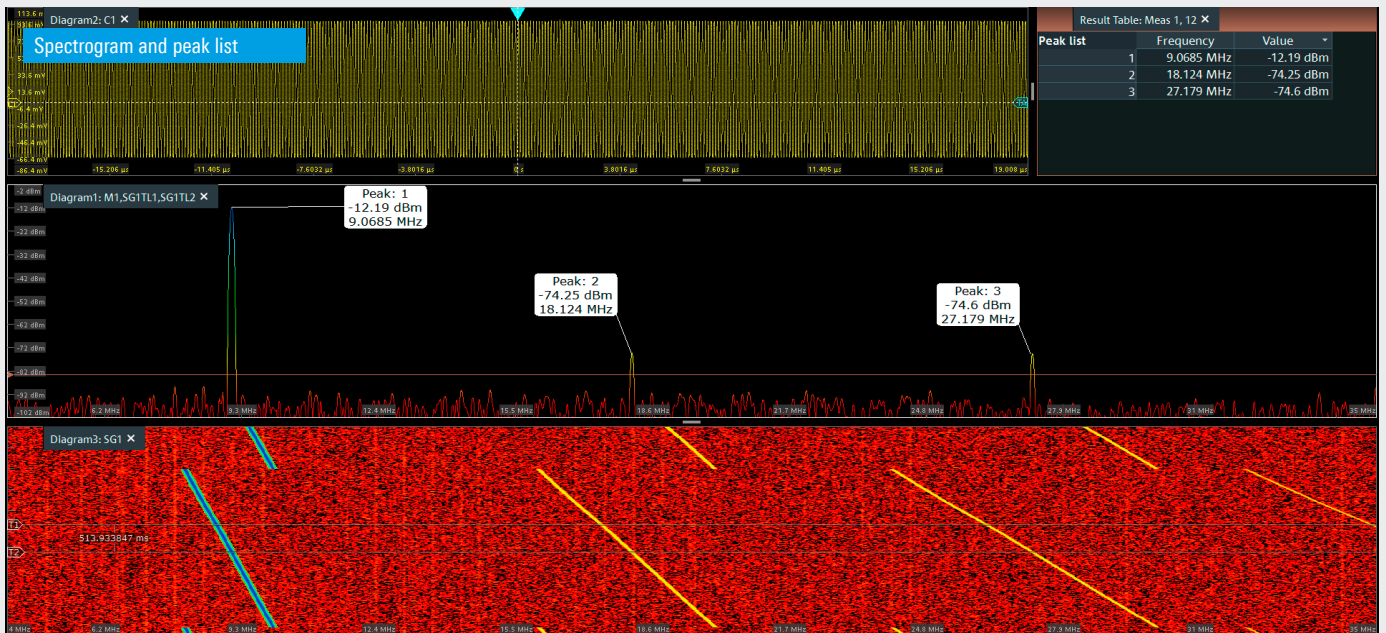 113.6 m
Diagram2: C1 ✕
Spectrogram and peak list
33.6 mV
13.6 mV
-6.4 mV
-26.4 mV
-46.4 mV
-66.4 mV
-86.4 mV
-15.206 µs
-11.405 µs
-7.6032 µs
-3.8016 µs
0 s
3.8016 µs
7.6032 µs
11.405 µs
15.206 µs
19.008 µs
Result Table: Meas 1, 12 ✕
Peak list Frequency Value
1 9.0685 MHz -12.19 dBm
2 18.124 MHz -74.25 dBm
3 27.179 MHz -74.6 dBm
-2 dBm
Diagram1: M1,SG1TL1,SG1TL2 ✕
-12 dBm
-22 dBm
-32 dBm
-42 dBm
-52 dBm
-62 dBm
-72 dBm
-82 dBm
-92 dBm
-102 dBm
Peak: 1
-12.19 dBm
9.0685 MHz
Peak: 2
-74.25 dBm
18.124 MHz
Peak: 3
-74.6 dBm
27.179 MHz
6.2 MHz
9.3 MHz
12.4 MHz
15.5 MHz
18.6 MHz
21.7 MHz
24.8 MHz
27.9 MHz
31 MHz
35 MHz
Diagram3: SG1 ✕
T1
513.933847 ms
T2
4 MHz
6.2 MHz
9.3 MHz
12.4 MHz
15.5 MHz
18.6 MHz
21.7 MHz
24.8 MHz
27.9 MHz
31 MHz
35 MHz